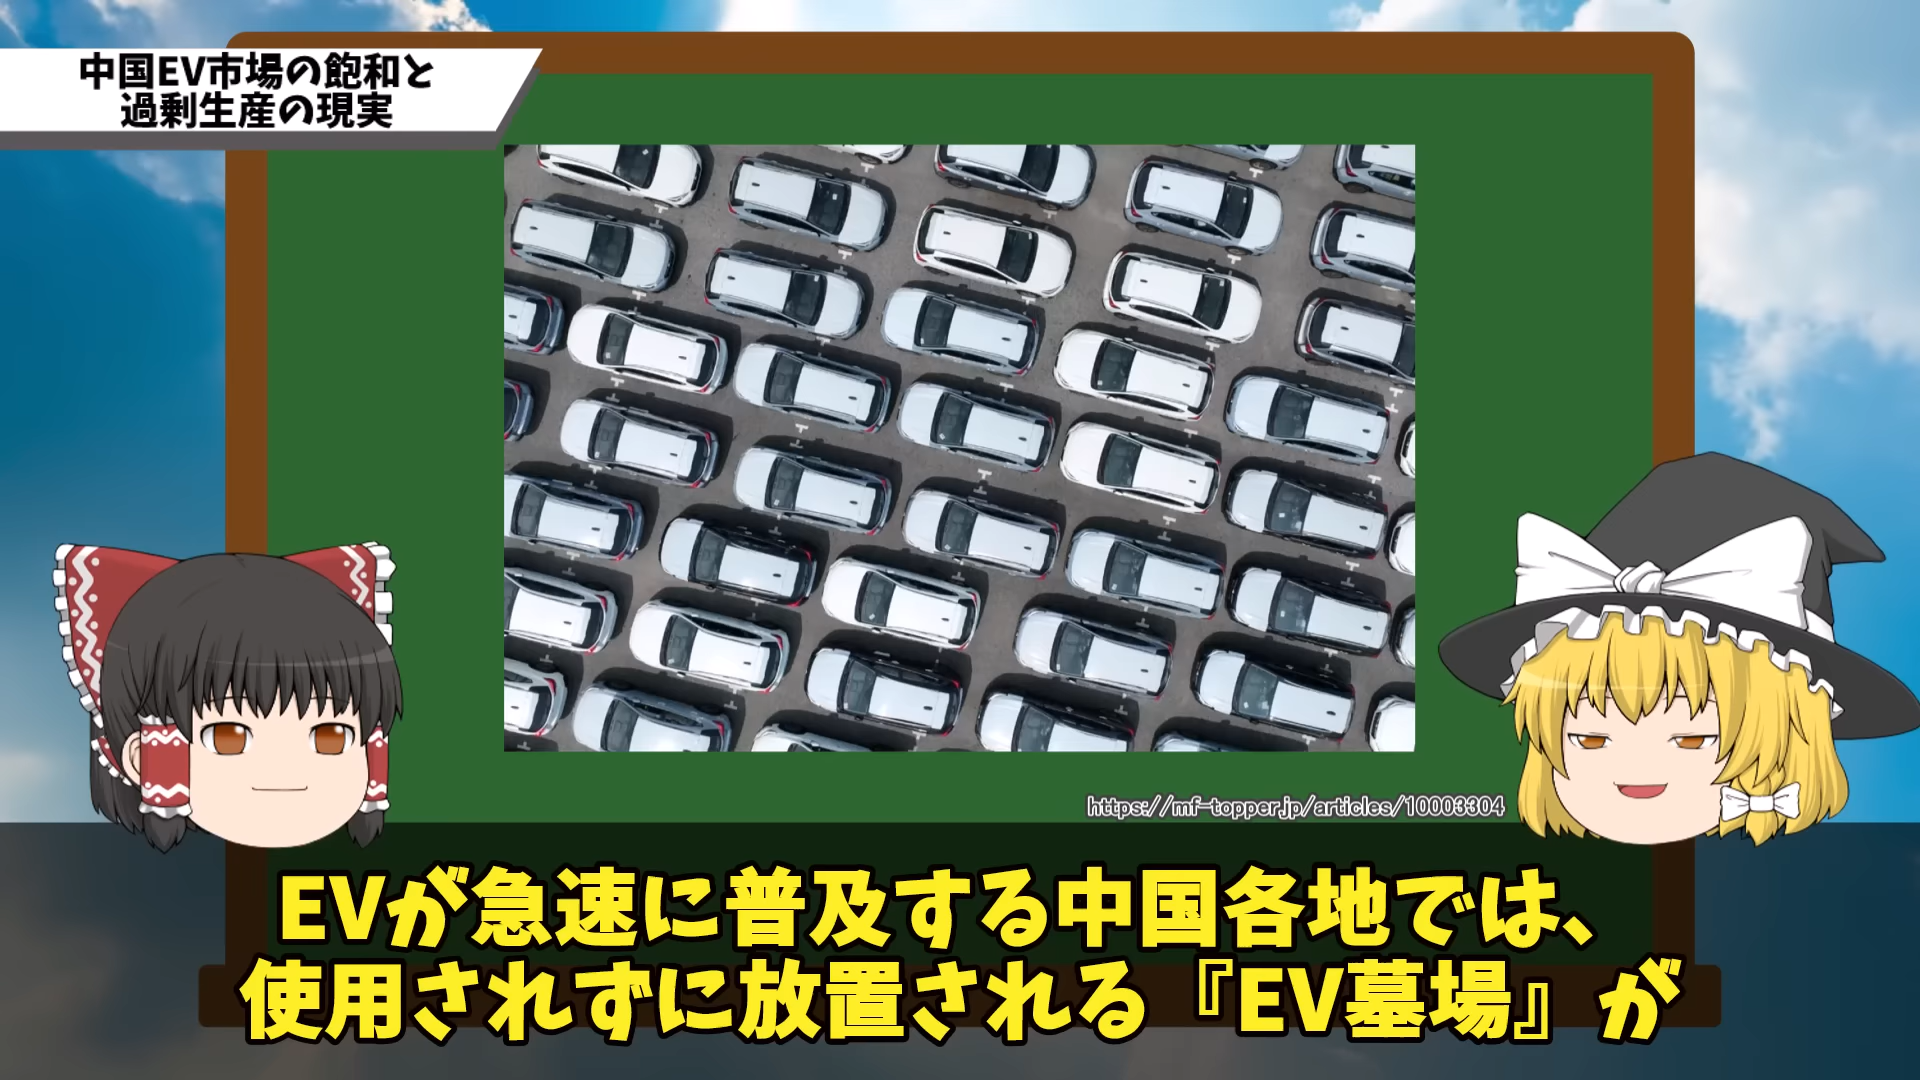 中国EV市場の飽和と
過剰生産の現実
https://mf-topper.jp/articles/10003304
EVが急速に普及する中国各地では、
使用されずに放置される『EV墓場』が